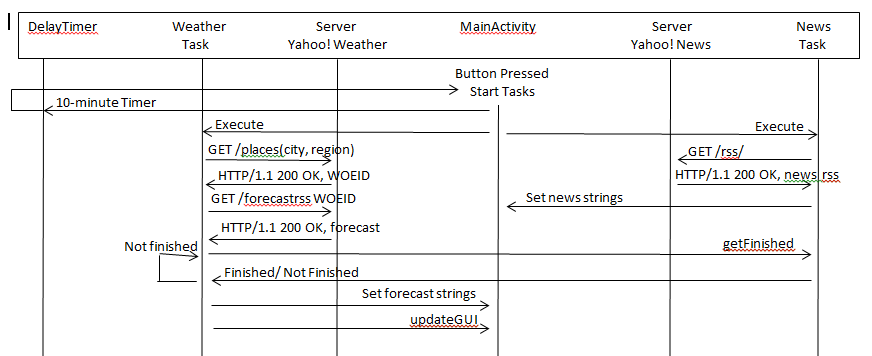 DelayTimer
Weather
Task
Server
Yahoo! Weather
MainActivity
Server
Yahoo! News
News
Task
Button Pressed
Start Tasks
10-minute Timer
Execute
Execute
GET /places(city, region)
GET /rss/
HTTP/1.1 200 OK, WOEID
HTTP/1.1 200 OK, news rss
GET /forecastrss WOEID
Set news strings
HTTP/1.1 200 OK, forecast
Not finished
getFinished
Finished/ Not Finished
Set forecast strings
updateGUI